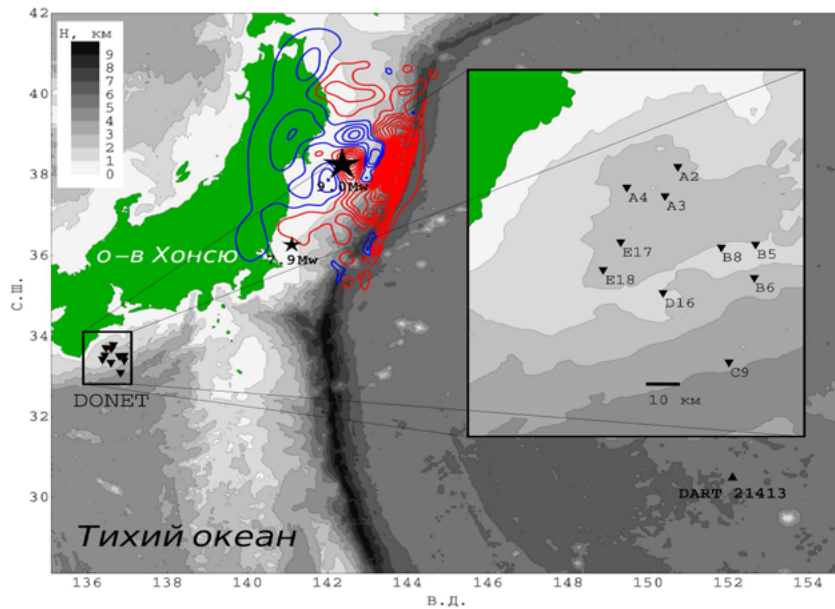 42
40
38
36
34
32
30
с.ш.
H, км
9
8
7
6
5
4
3
2
1
0
9.0Mw
7.9Mw
о-в Хонсю
DONET
Тихий океан
A2
A4
A3
E17
B8
B5
E18
D16
B6
C9
10 км
DART 21413
136 138 140 142 144 146 148 150 152 154
в.д.